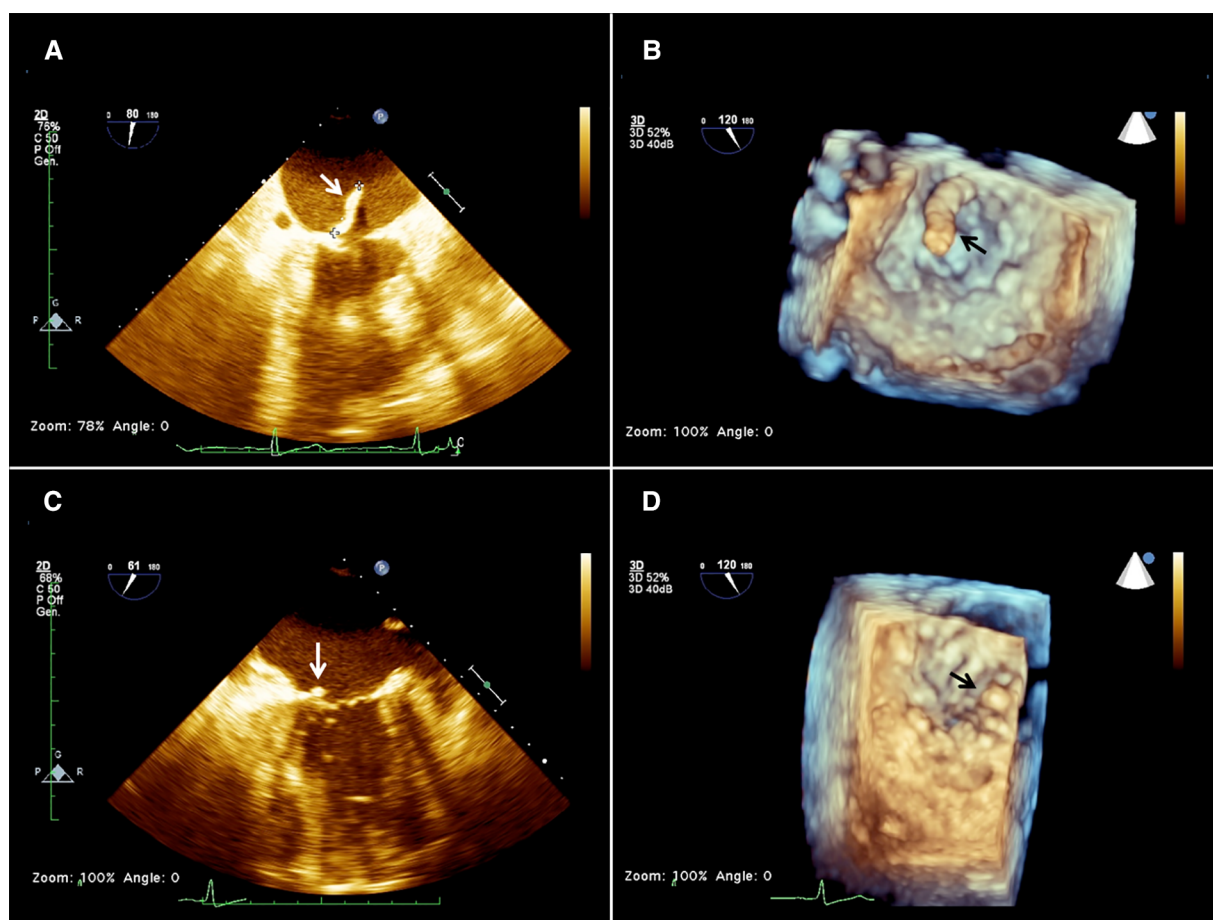 A
2D
76%
C 50
P Off
Gen.
0 80 180
P
G
P R
Zoom: 78% Angle: 0
C
B
3D
3D 52%
3D 40dB
0 120 180
Zoom: 100% Angle: 0
C
2D
68%
C 50
P Off
Gen.
0 61 180
P
G
P R
Zoom: 100% Angle: 0
D
3D
3D 52%
3D 40dB
0 120 180
Zoom: 100% Angle: 0